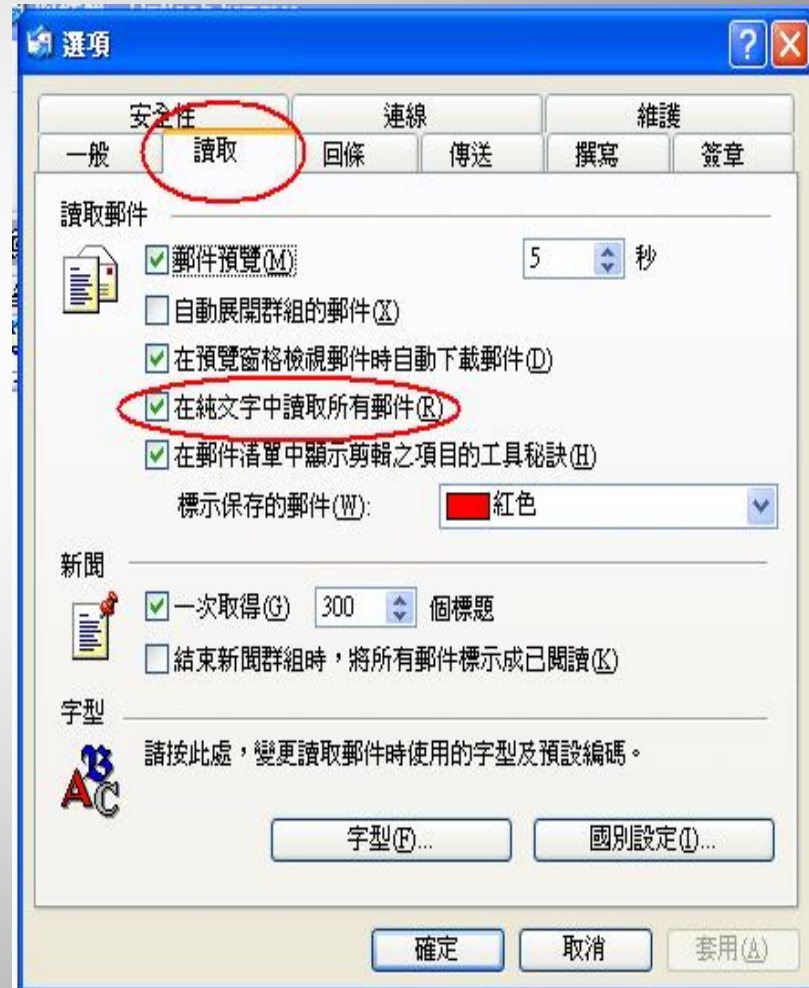 選項
安全性 連線 維護
一般 讀取 回條 傳送 撰寫 簽章
讀取郵件
郵件預覽(M) 5 秒
自動展開群組的郵件(X)
在預覽窗格檢視郵件時自動下載郵件(D)
在純文字中讀取所有郵件(R)
在郵件清單中顯示剪輯之項目的工具秘訣(H)
標示保存的郵件(W): 紅色
新聞
一次取得(G) 300 個標題
結束新聞群組時，將所有郵件標示成已閱讀(K)
字型
請按此處，變更讀取郵件時使用的字型及預設編碼。
字型(F)... 國別設定(I)...
確定 取消 套用(A)